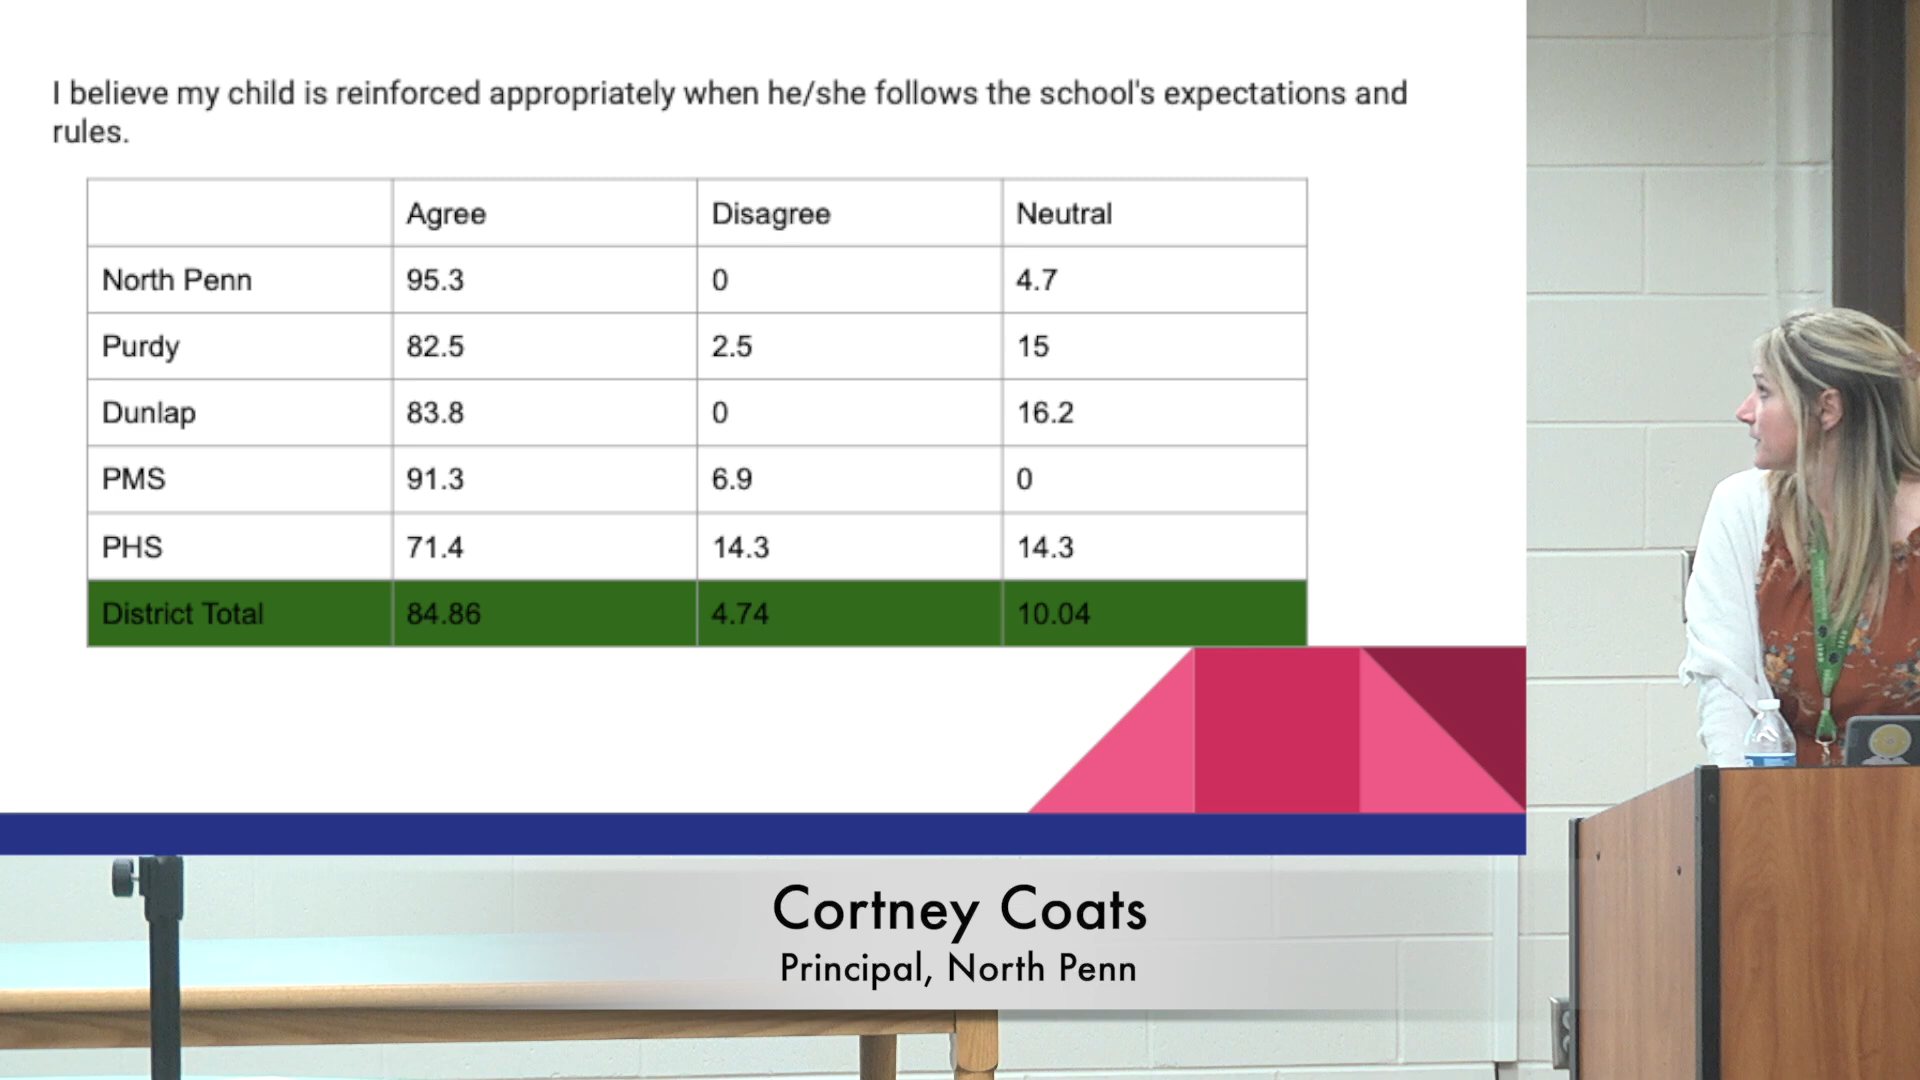 I believe my child is reinforced appropriately when he/she follows the school's expectations and
rules.
Agree Disagree Neutral
North Penn 95.3 0 4.7
Purdy 82.5 2.5 15
Dunlap 83.8 0 16.2
PMS 91.3 6.9 0
PHS 71.4 14.3 14.3
District Total 84.86 4.74 10.04
Cortney Coats
Principal, North Penn